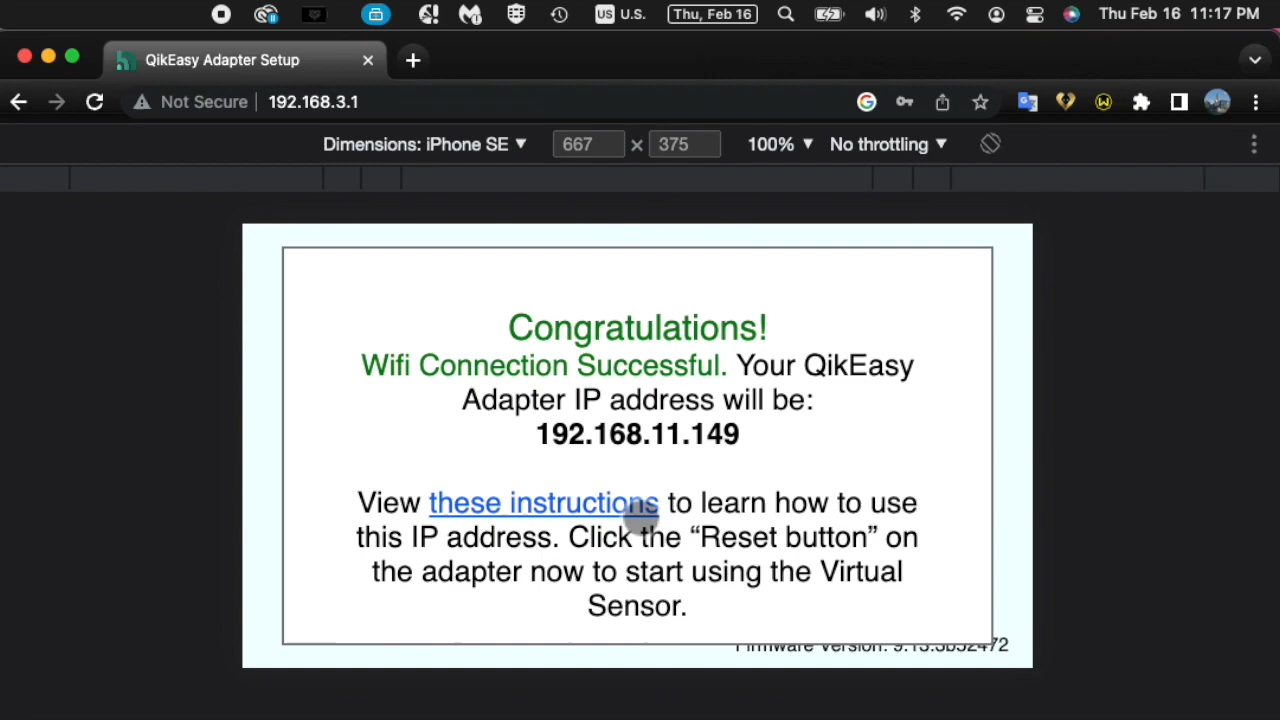 US U.S. Thu, Feb 16 Thu Feb 16 11:17 PM
QikEasy Adapter Setup
Not Secure 192.168.3.1
Dimensions: iPhone SE 667 × 375 100% No throttling
Congratulations!
Wifi Connection Successful. Your QikEasy
Adapter IP address will be:
192.168.11.149
View these instructions to learn how to use
this IP address. Click the “Reset button” on
the adapter now to start using the Virtual
Sensor.
Firmware version: